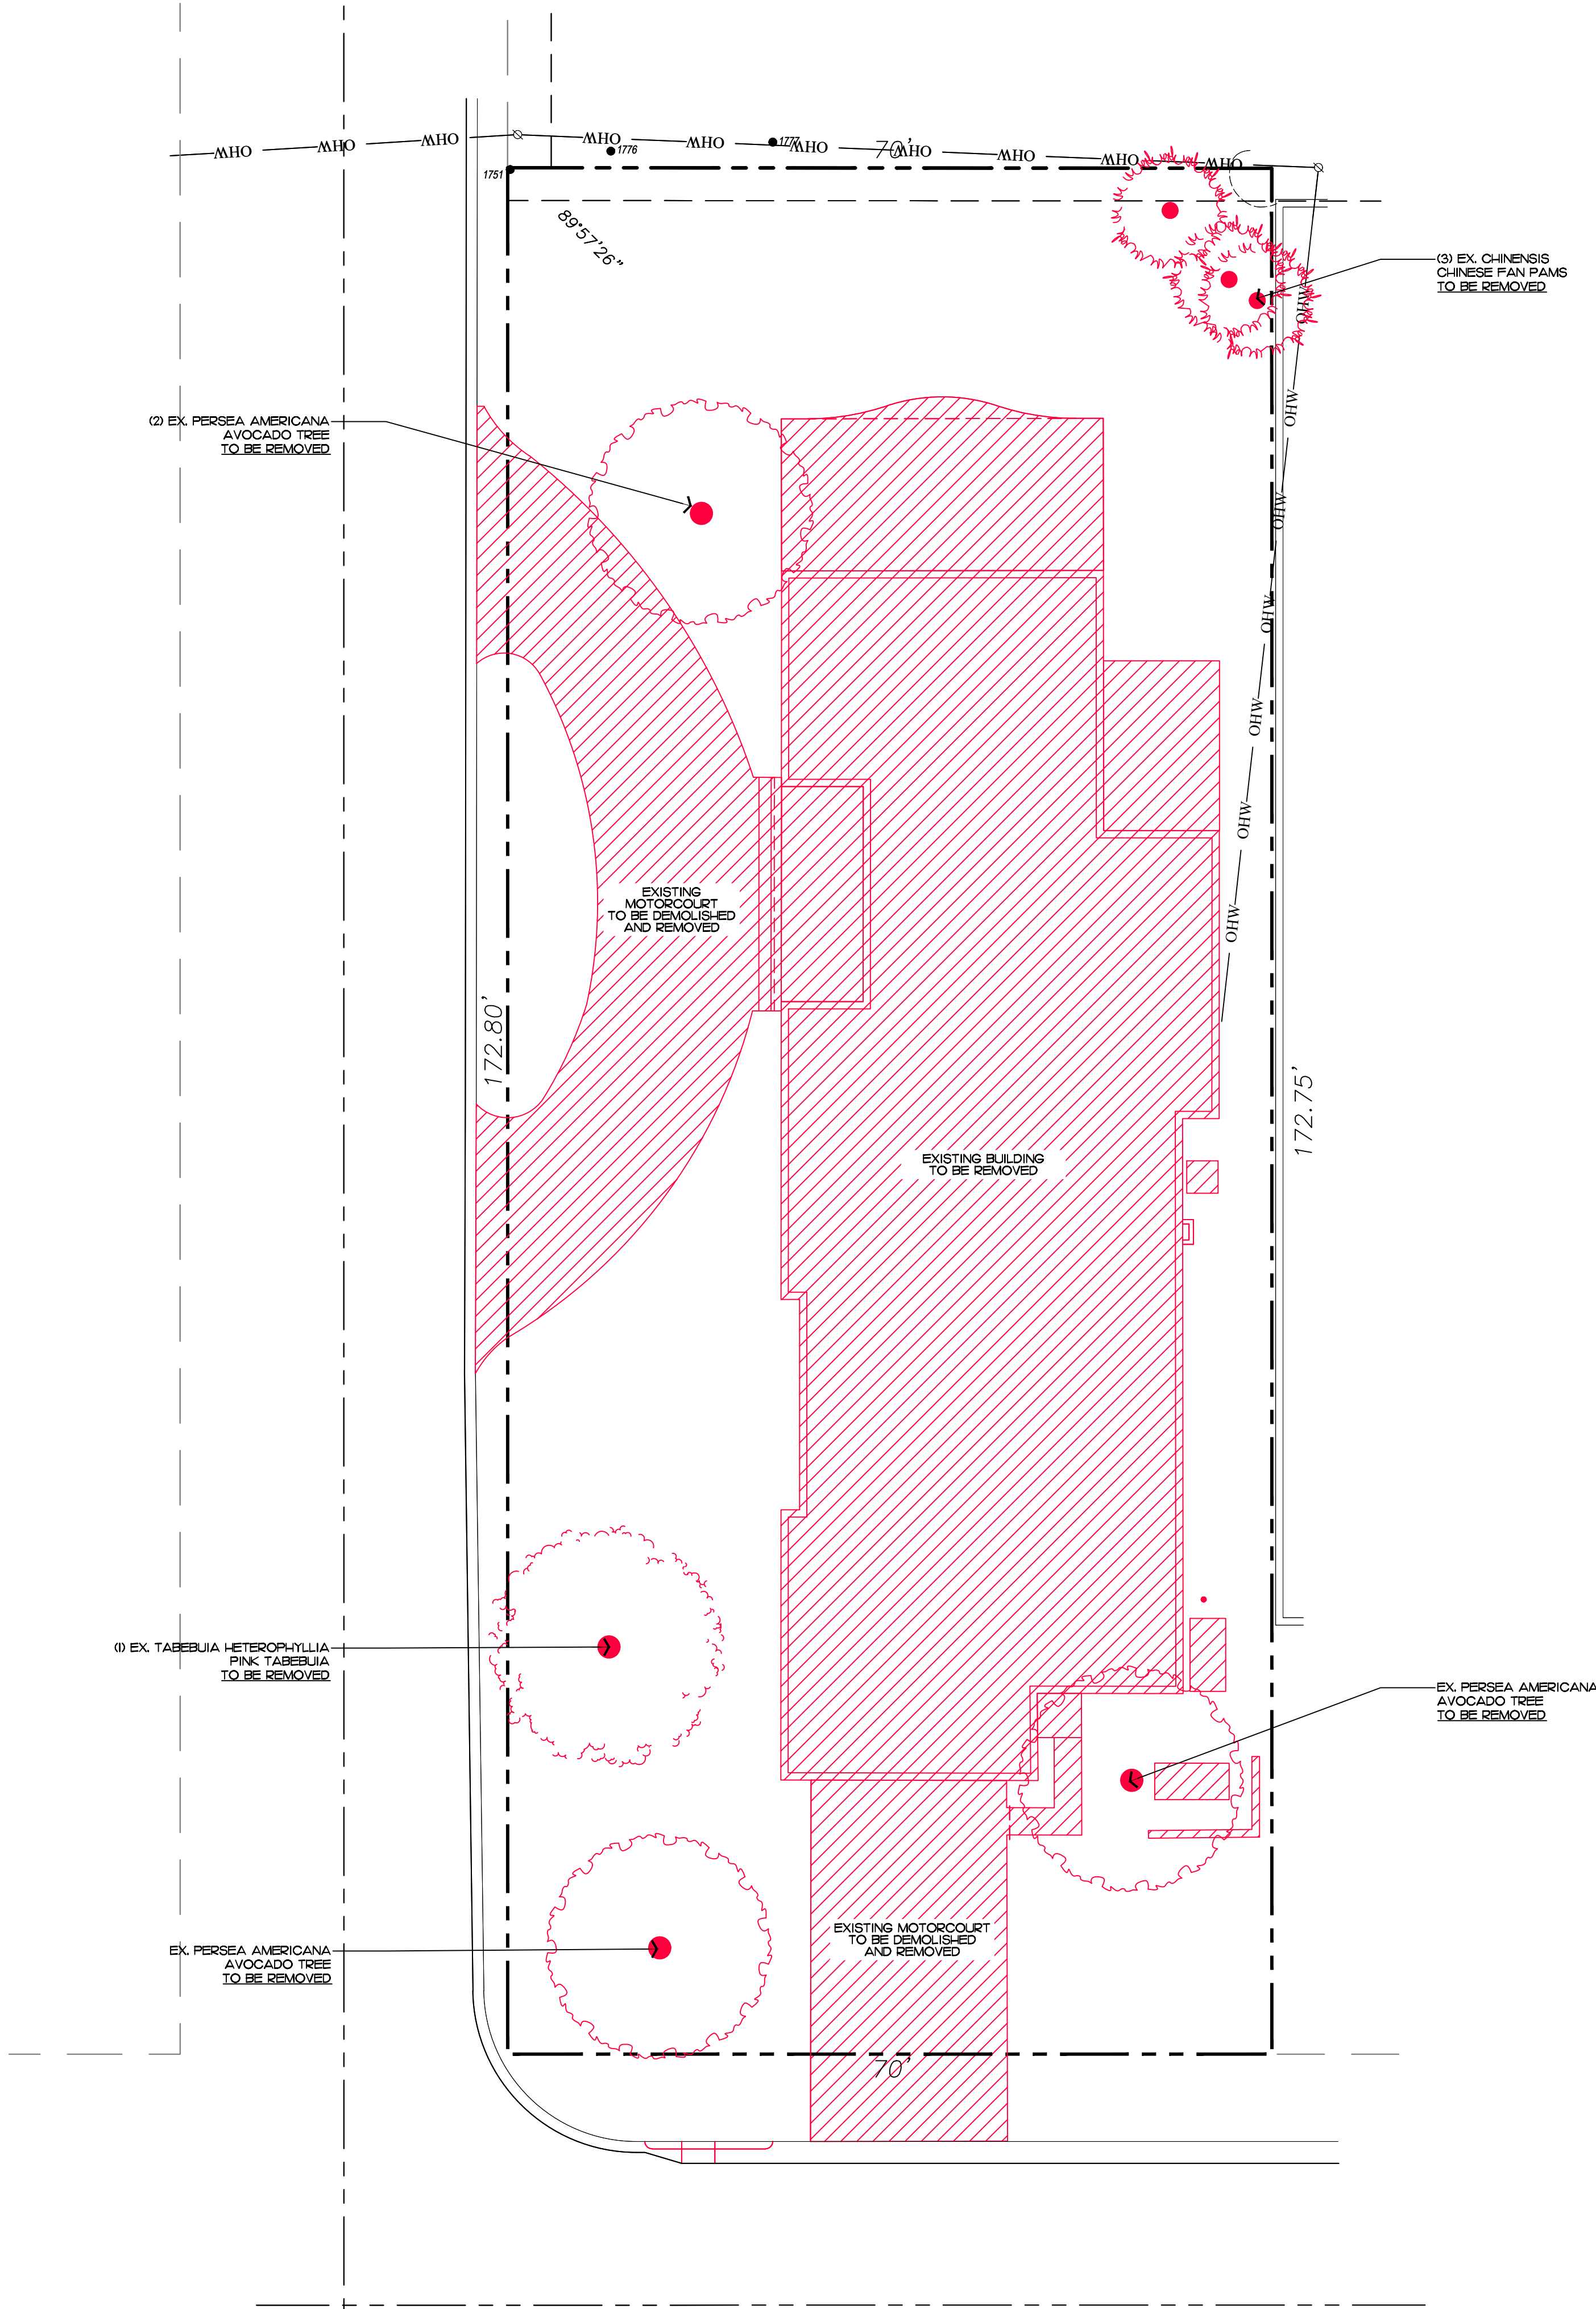 OHW OHW OHW OHW OHW OHW OHW OHW OHW OHW
1776
1777
70'
1751
89°57'26"
(3) EX. CHINENSIS
CHINESE FAN PAMS
TO BE REMOVED
OHW
OHW
OHW
OHW
OHW
OHW
OHW
(2) EX. PERSEA AMERICANA
AVOCADO TREE
TO BE REMOVED
EXISTING
MOTORCOURT
TO BE DEMOLISHED
AND REMOVED
172.80'
172.75'
EXISTING BUILDING
TO BE REMOVED
(1) EX. TABEBUIA HETEROPHYLLIA
PINK TABEBUIA
TO BE REMOVED
EX. PERSEA AMERICANA
AVOCADO TREE
TO BE REMOVED
EXISTING MOTORCOURT
TO BE DEMOLISHED
AND REMOVED
EX. PERSEA AMERICANA
AVOCADO TREE
TO BE REMOVED
70'